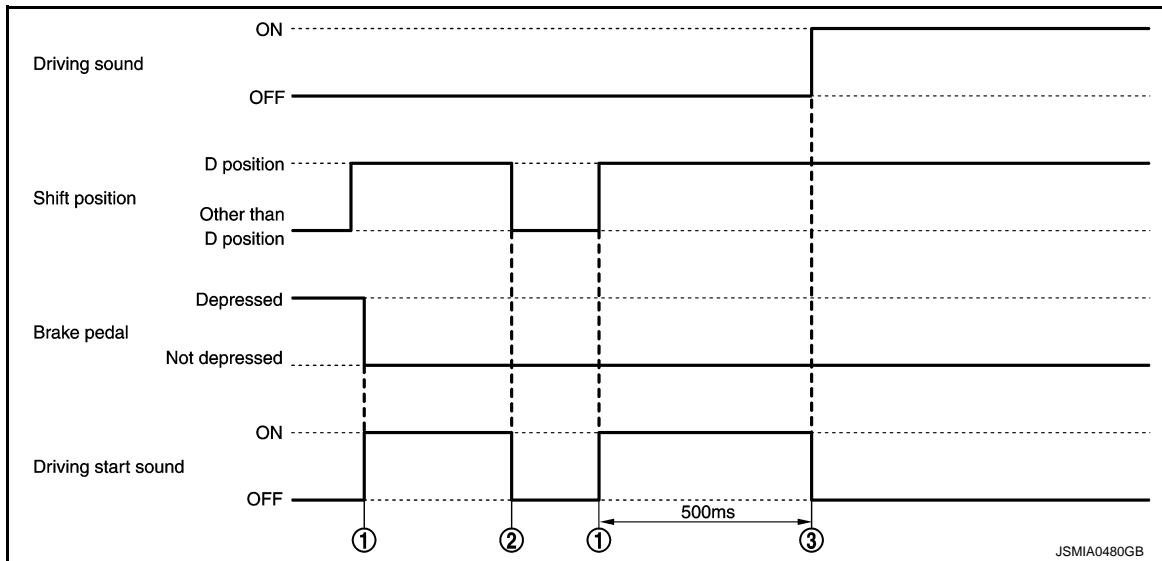 ON
Driving sound
OFF
D position
Shift position
Other than
D position
Depressed
Brake pedal
Not depressed
ON
Driving start sound
OFF
500ms
① ② ① ③
JSMIA0480GB